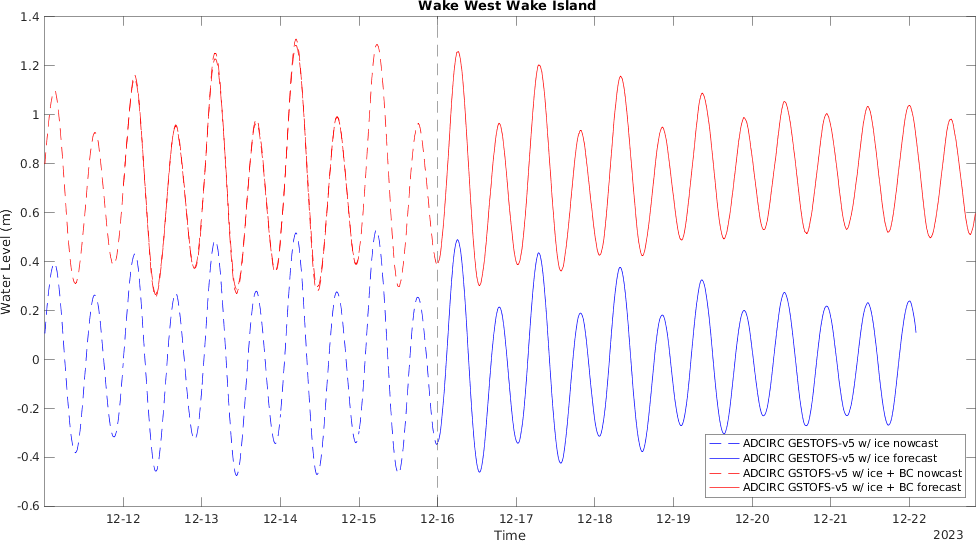 Wake West Wake Island
Water Level (m)
1.4
1.2
1
0.8
0.6
0.4
0.2
0
-0.2
-0.4
-0.6
ADCIRC GESTOFS-v5 w/ ice nowcast
ADCIRC GESTOFS-v5 w/ ice forecast
ADCIRC GSTOFS-v5 w/ ice + BC nowcast
ADCIRC GSTOFS-v5 w/ ice + BC forecast
12-12 12-13 12-14 12-15 12-16 12-17 12-18 12-19 12-20 12-21 12-22
Time
2023